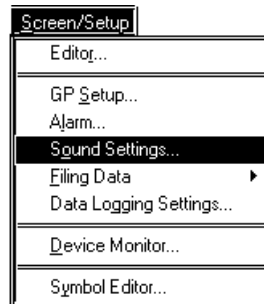 Screen/Setup
Editor...
GP Setup...
Alarm...
Sound Settings...
Filing Data
Data Logging Settings...
Device Monitor...
Symbol Editor...